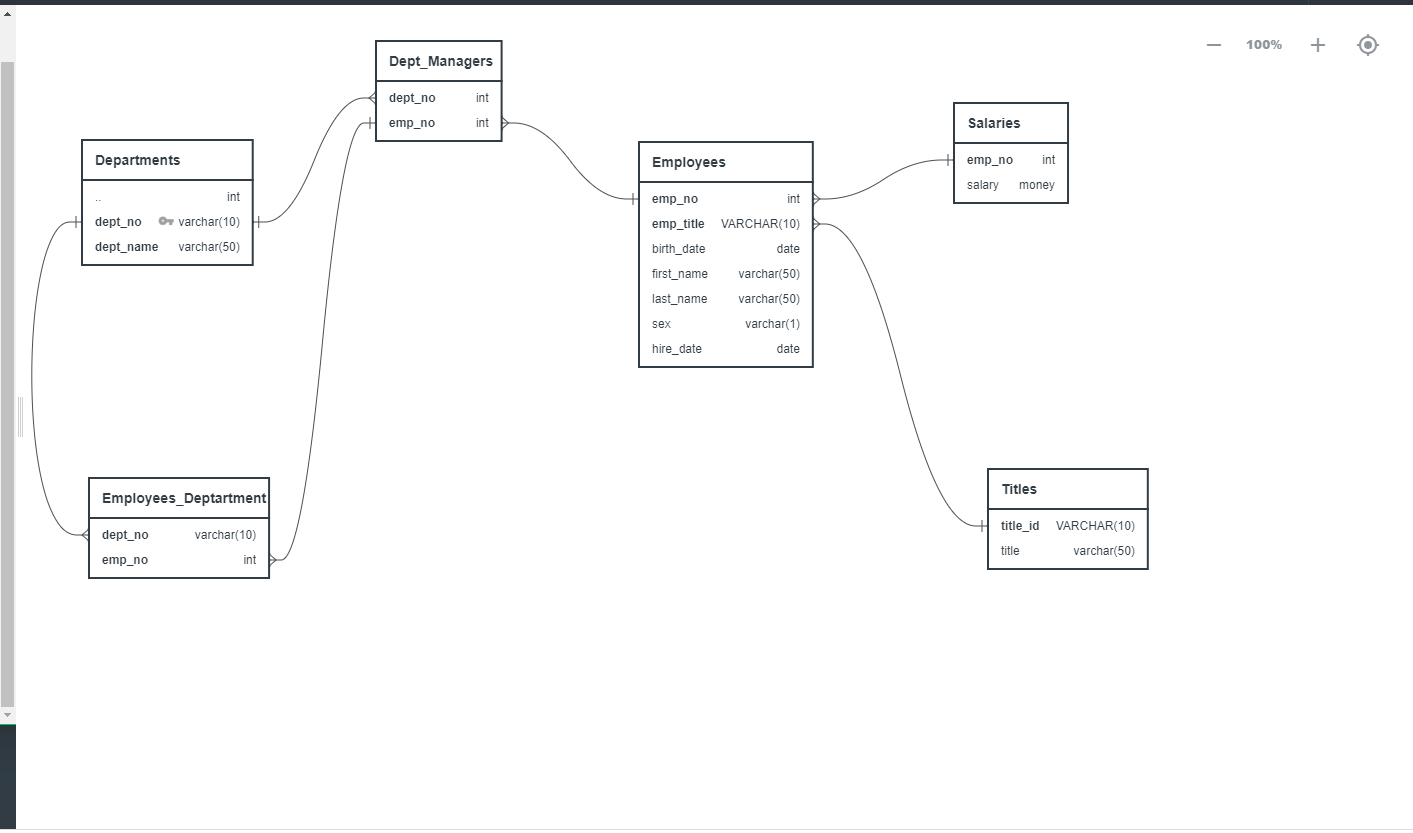 100%
Dept_Managers
dept_no int
emp_no int
Departments
.. int
dept_no varchar(10)
dept_name varchar(50)
Employees
emp_no int
emp_title VARCHAR(10)
birth_date date
first_name varchar(50)
last_name varchar(50)
sex varchar(1)
hire_date date
Salaries
emp_no int
salary money
Employees_Deptartment
dept_no varchar(10)
emp_no int
Titles
title_id VARCHAR(10)
title varchar(50)